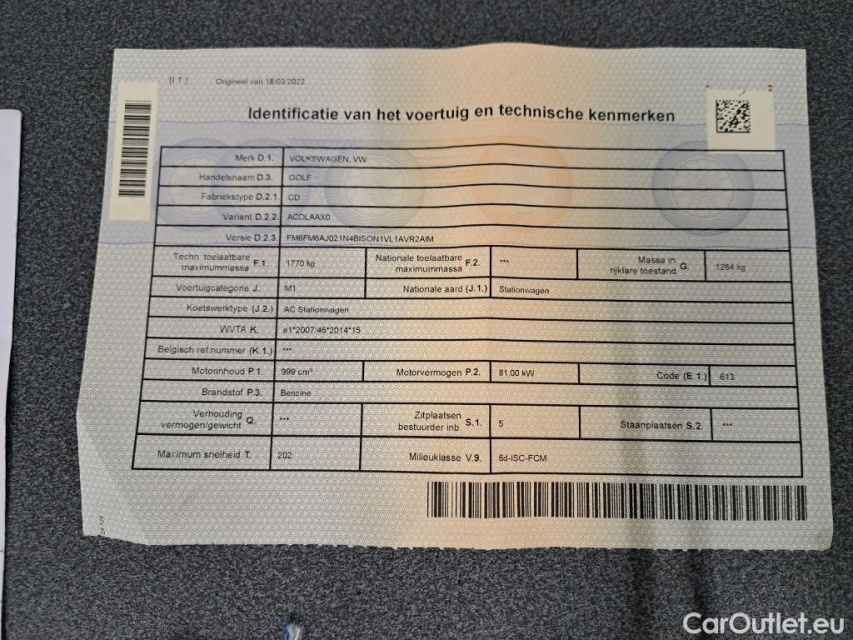 (I.1.) Origineel van 18/03/2022
Identificatie van het voertuig en technische kenmerken
Merk D.1. VOLKSWAGEN, VW
Handelsnaam D.3. GOLF
Fabriekstype D.2.1. CD
Variant D.2.2. ACDLAAX0
Versie D.2.3. FM6FM6AJ021N4BISON1VL1AVR2AIM
Techn. toelaatbare maximummassa F.1. 1770 kg Nationale toelaatbare maximummassa F.2. *** Massa in rijklare toestand G. 1264 kg
Voertuigcategorie J. M1 Nationale aard (J.1.) Stationwagen
Koetswerktype (J.2.) AC Stationwagen
WVTA K. e1*2007/46*2014*15
Belgisch ref.nummer (K.1.) ***
Motorinhoud P.1. 999 cm³ Motorvermogen P.2. 81.00 kW Code (E.1.) 613
Brandstof P.3. Benzine
Verhouding vermogen/gewicht Q. *** Zitplaatsen bestuurder inb. S.1. 5 Staanplaatsen S.2. ***
Maximum snelheid T. 202 Milieuklasse V.9. 6d-ISC-FCM
CarOutlet.eu